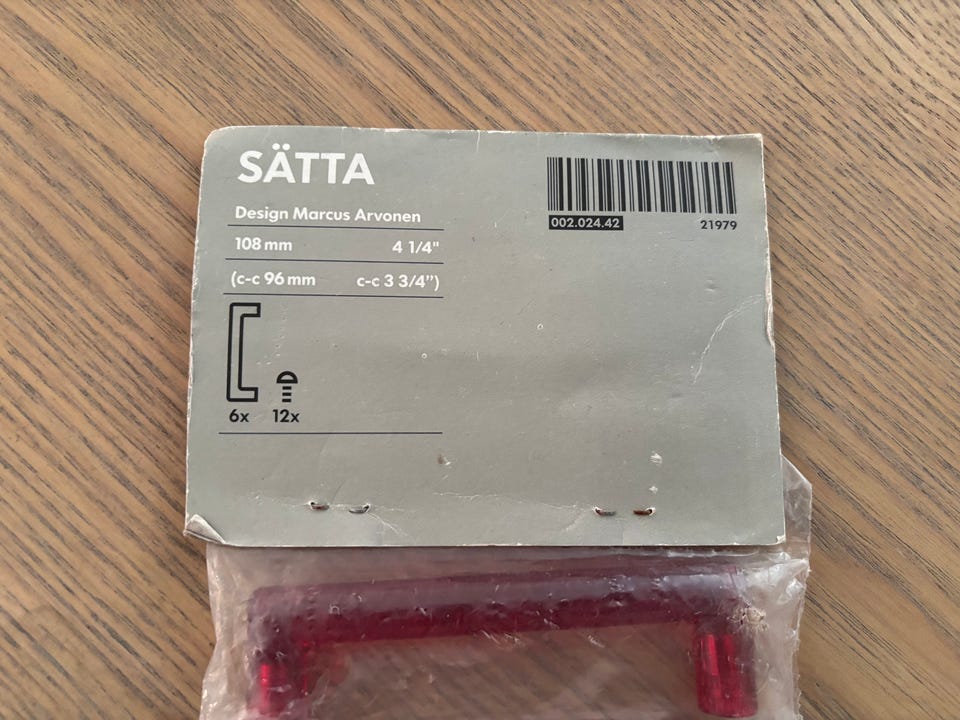 SÄTTA
Design Marcus Arvonen
108 mm 4 1/4"
(c-c 96 mm c-c 3 3/4")
6x 12x
002.024.42 21979